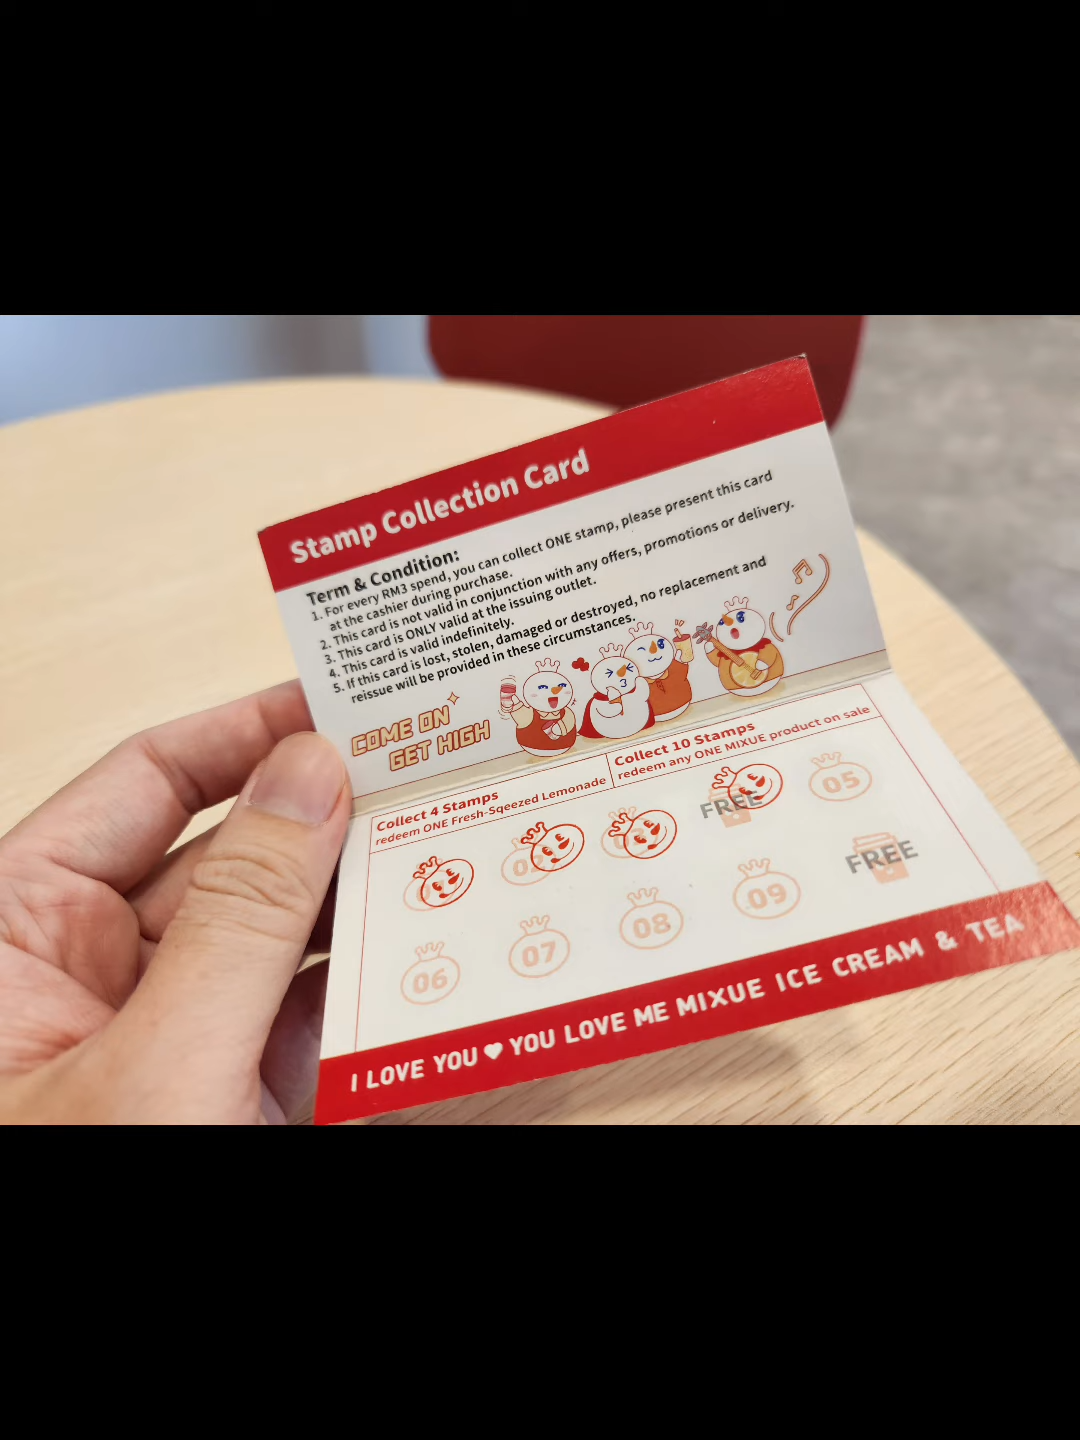 Stamp Collection Card
Term & Condition:
1. For every RM3 spend, you can collect ONE stamp, please present this card
at the cashier during purchase.
2. This card is not valid in conjunction with any offers, promotions or delivery.
3. This card is ONLY valid at the issuing outlet.
4. This card is valid indefinitely.
5. If this card is lost, stolen, damaged or destroyed, no replacement and
reissue will be provided in these circumstances.
COME ON
GET HIGH
Collect 4 Stamps
redeem ONE Fresh-Sqeezed Lemonade
Collect 10 Stamps
redeem any ONE MIXUE product on sale
02
FREE
05
06
07
08
09
FREE
I LOVE YOU YOU LOVE ME MIXUE ICE CREAM & TEA